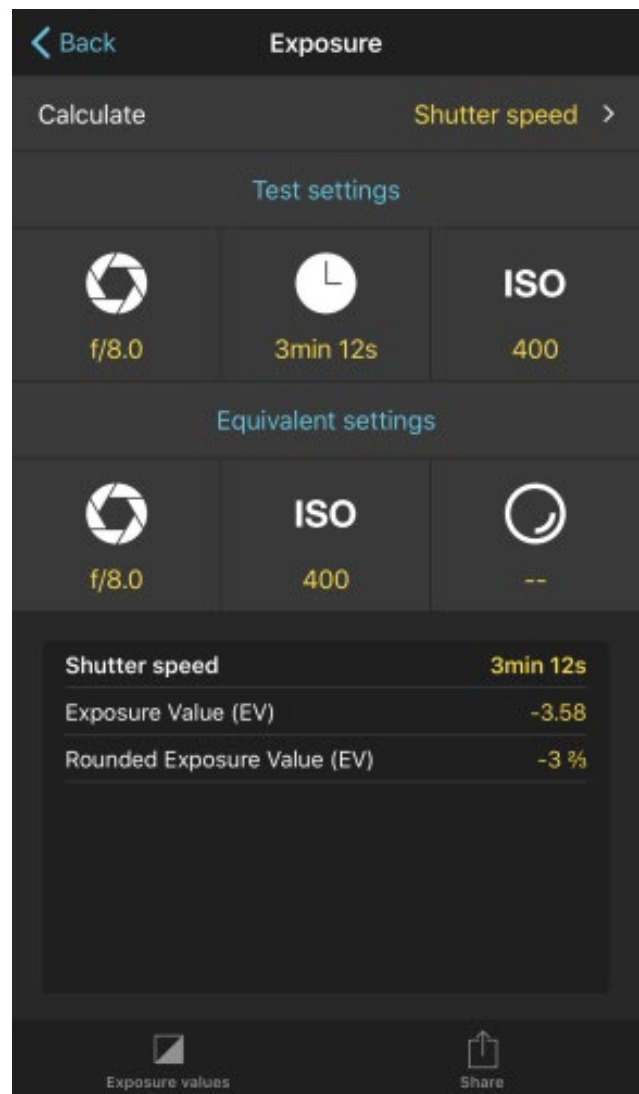 Back Exposure
Calculate Shutter speed
Test settings
ISO
f/8.0 3min 12s 400
Equivalent settings
ISO
f/8.0 400 --
Shutter speed 3min 12s
Exposure Value (EV) -3.58
Rounded Exposure Value (EV) -3 ⅔
Exposure values Share